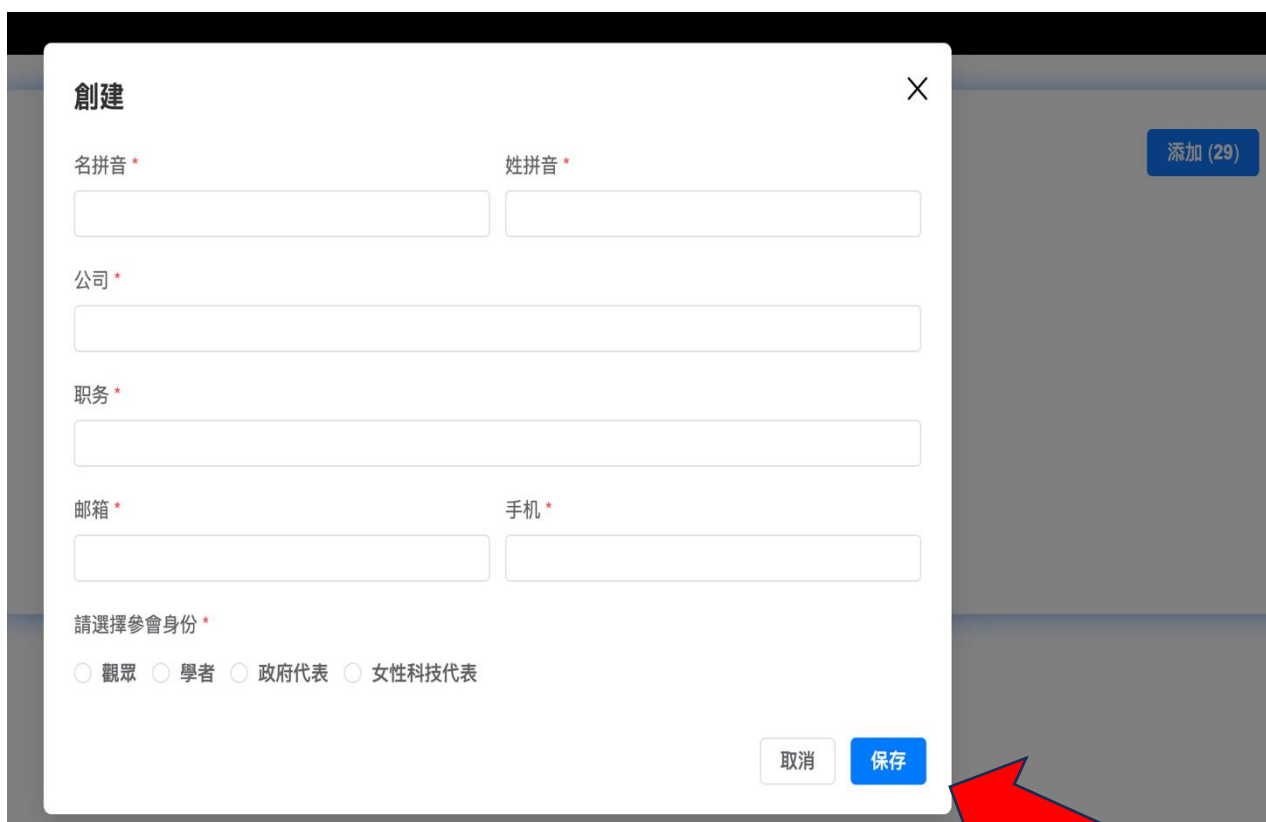 創建
添加 (29)
名拼音 * 姓拼音 *
公司 *
职务 *
邮箱 * 手机 *
請選擇參會身份 *
觀眾 學者 政府代表 女性科技代表
取消 保存